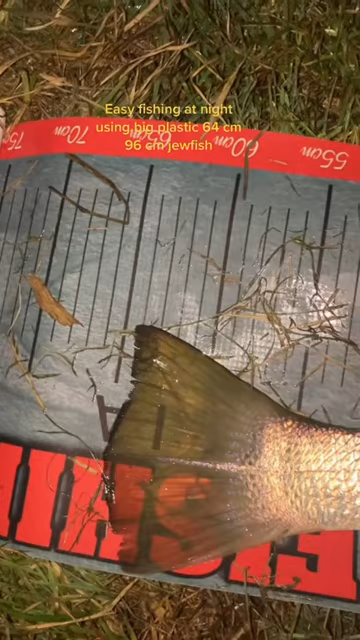 Easy fishing at night
using big plastic 64 cm
96 cm jewfish
75cm 70cm 65cm 60cm 55cm